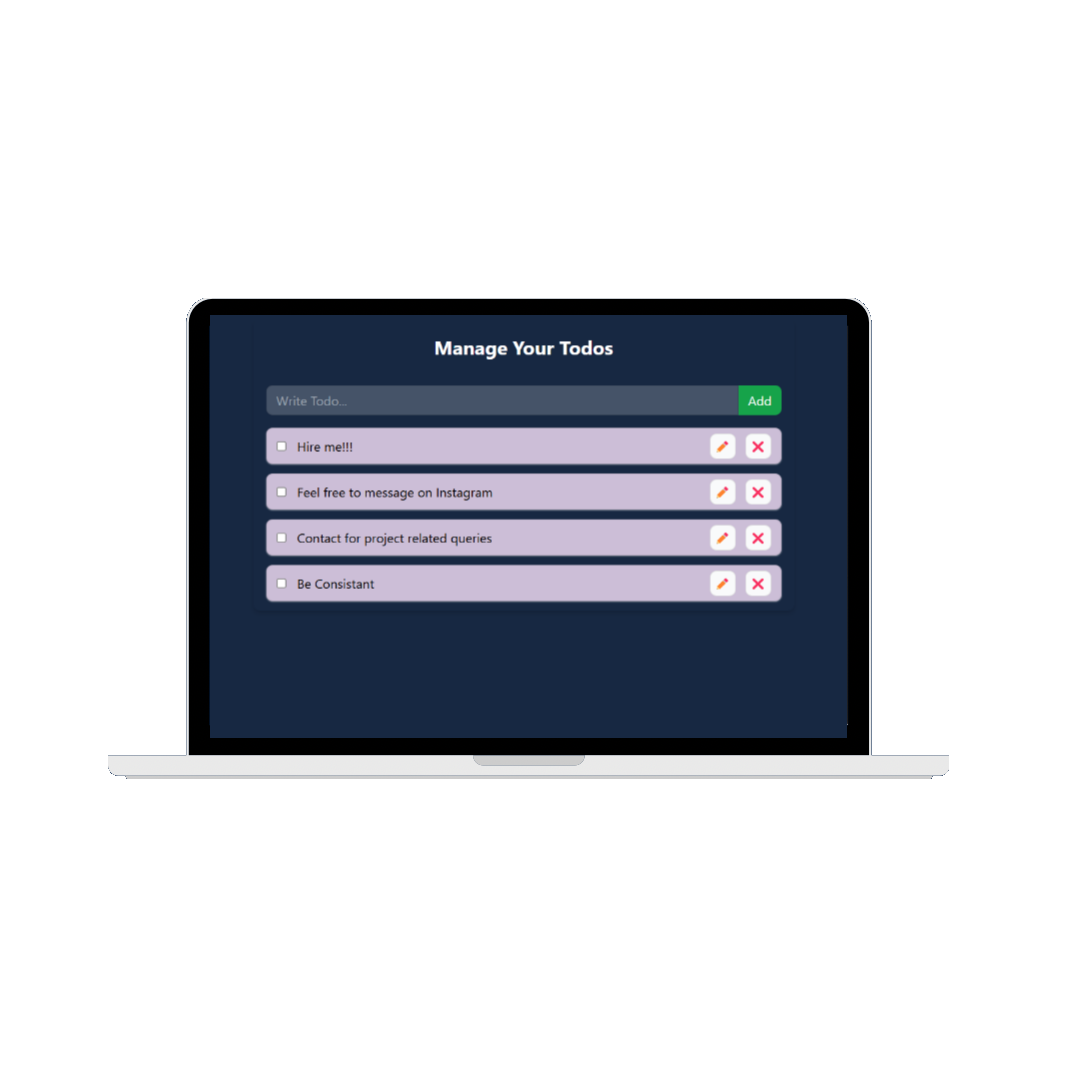 Manage Your Todos
Write Todo...
Add
Hire me!!!
Feel free to message on Instagram
Contact for project related queries
Be Consistant